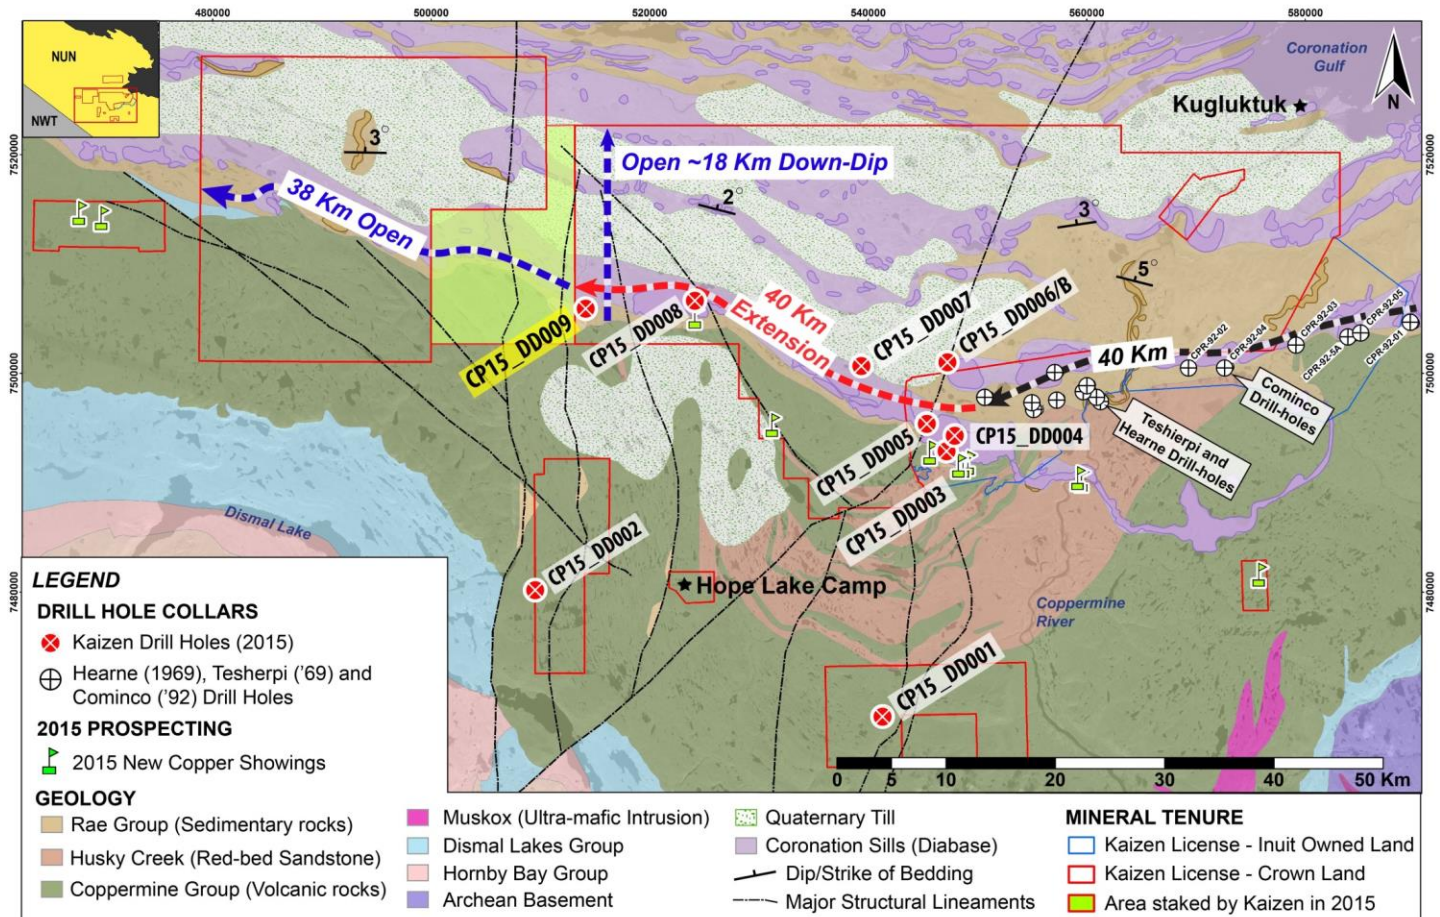 480000
500000
520000
540000
560000
580000
NUN
NWT
Coronation
Gulf
Kugluktuk
N
7520000
7520000
3°
Open ~18 Km Down-Dip
2°
3°
38 Km Open
5°
40 Km
Extension
CP15_DD007
CP15_DD006/B
CP15_DD009
CP15_DD008
CPR-92-02
CPR-92-04
CPR-92-03
CPR-92-5A
CPR-92-05
CPR-92-01
40 Km
7500000
7500000
Cominco
Drill-holes
Teshierpi and
Hearne Drill-holes
CP15_DD005
CP15_DD004
CP15_DD003
Dismal Lake
CP15_DD002
Hope Lake Camp
Coppermine
River
7480000
7480000
CP15_DD001
0
5
10
20
30
40
50 Km
LEGEND
DRILL HOLE COLLARS
Kaizen Drill Holes (2015)
Hearne (1969), Tesherpi ('69) and
Cominco ('92) Drill Holes
2015 PROSPECTING
2015 New Copper Showings
GEOLOGY
Rae Group (Sedimentary rocks)
Husky Creek (Red-bed Sandstone)
Coppermine Group (Volcanic rocks)
Muskox (Ultra-mafic Intrusion)
Dismal Lakes Group
Hornby Bay Group
Archean Basement
Quaternary Till
Coronation Sills (Diabase)
Dip/Strike of Bedding
Major Structural Lineaments
MINERAL TENURE
Kaizen License - Inuit Owned Land
Kaizen License - Crown Land
Area staked by Kaizen in 2015